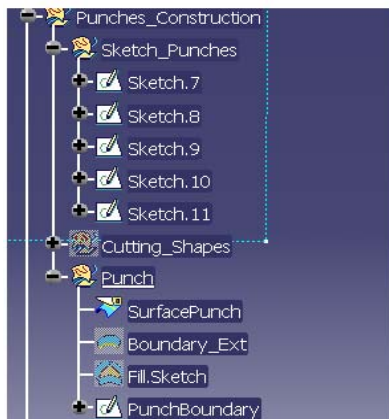 Punches_Construction
Sketch_Punches
Sketch.7
Sketch.8
Sketch.9
Sketch.10
Sketch.11
Cutting_Shapes
Punch
SurfacePunch
Boundary_Ext
Fill.Sketch
PunchBoundary